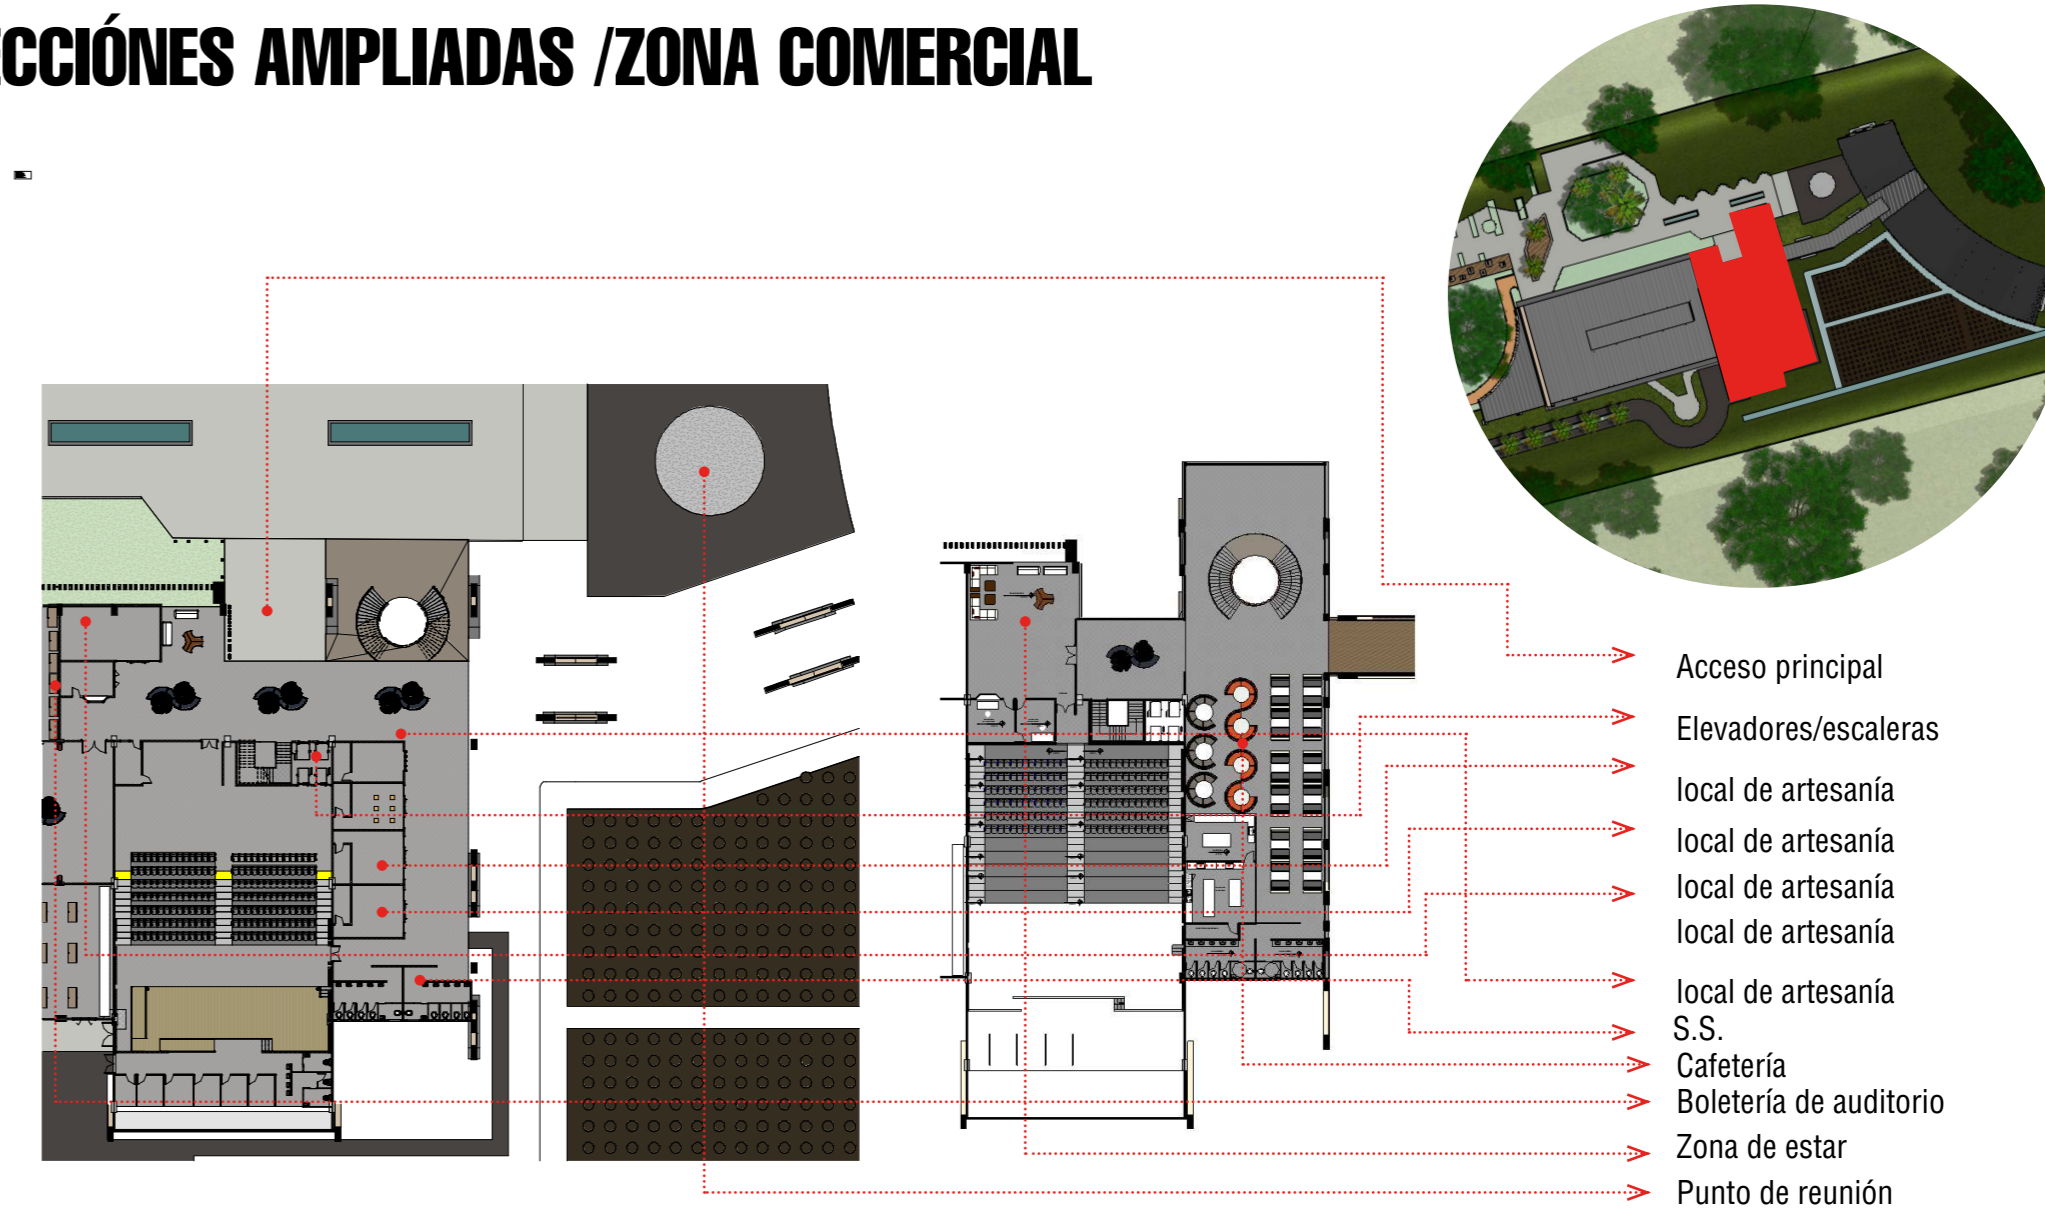 ECCIÓNES AMPLIADAS /ZONA COMERCIAL
Acceso principal
Elevadores/escaleras
local de artesanía
local de artesanía
local de artesanía
local de artesanía
local de artesanía
S.S.
Cafetería
Boletería de auditorio
Zona de estar
Punto de reunión